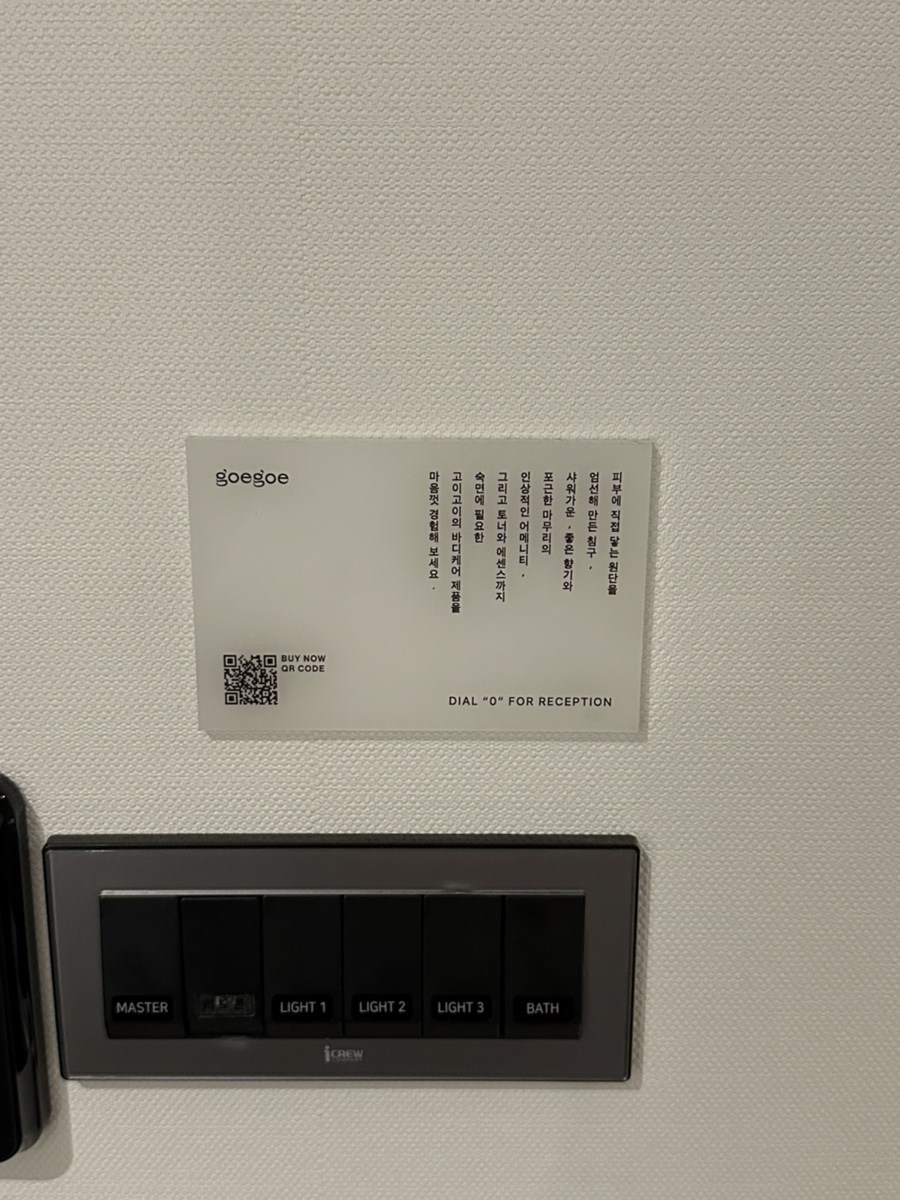 goegoe
피부에 직접 닿는 원단을
엄선해 만든 침구,
샤워가운, 좋은 향기와
포근한 마무리의
인상적인 어메니티,
그리고 토너와 에센스까지
숙면에 필요한
고이고이의 바디케어 제품을
마음껏 경험해 보세요.
BUY NOW
QR CODE
DIAL "0" FOR RECEPTION
MASTER
LIGHT 1
LIGHT 2
LIGHT 3
BATH
iCREW